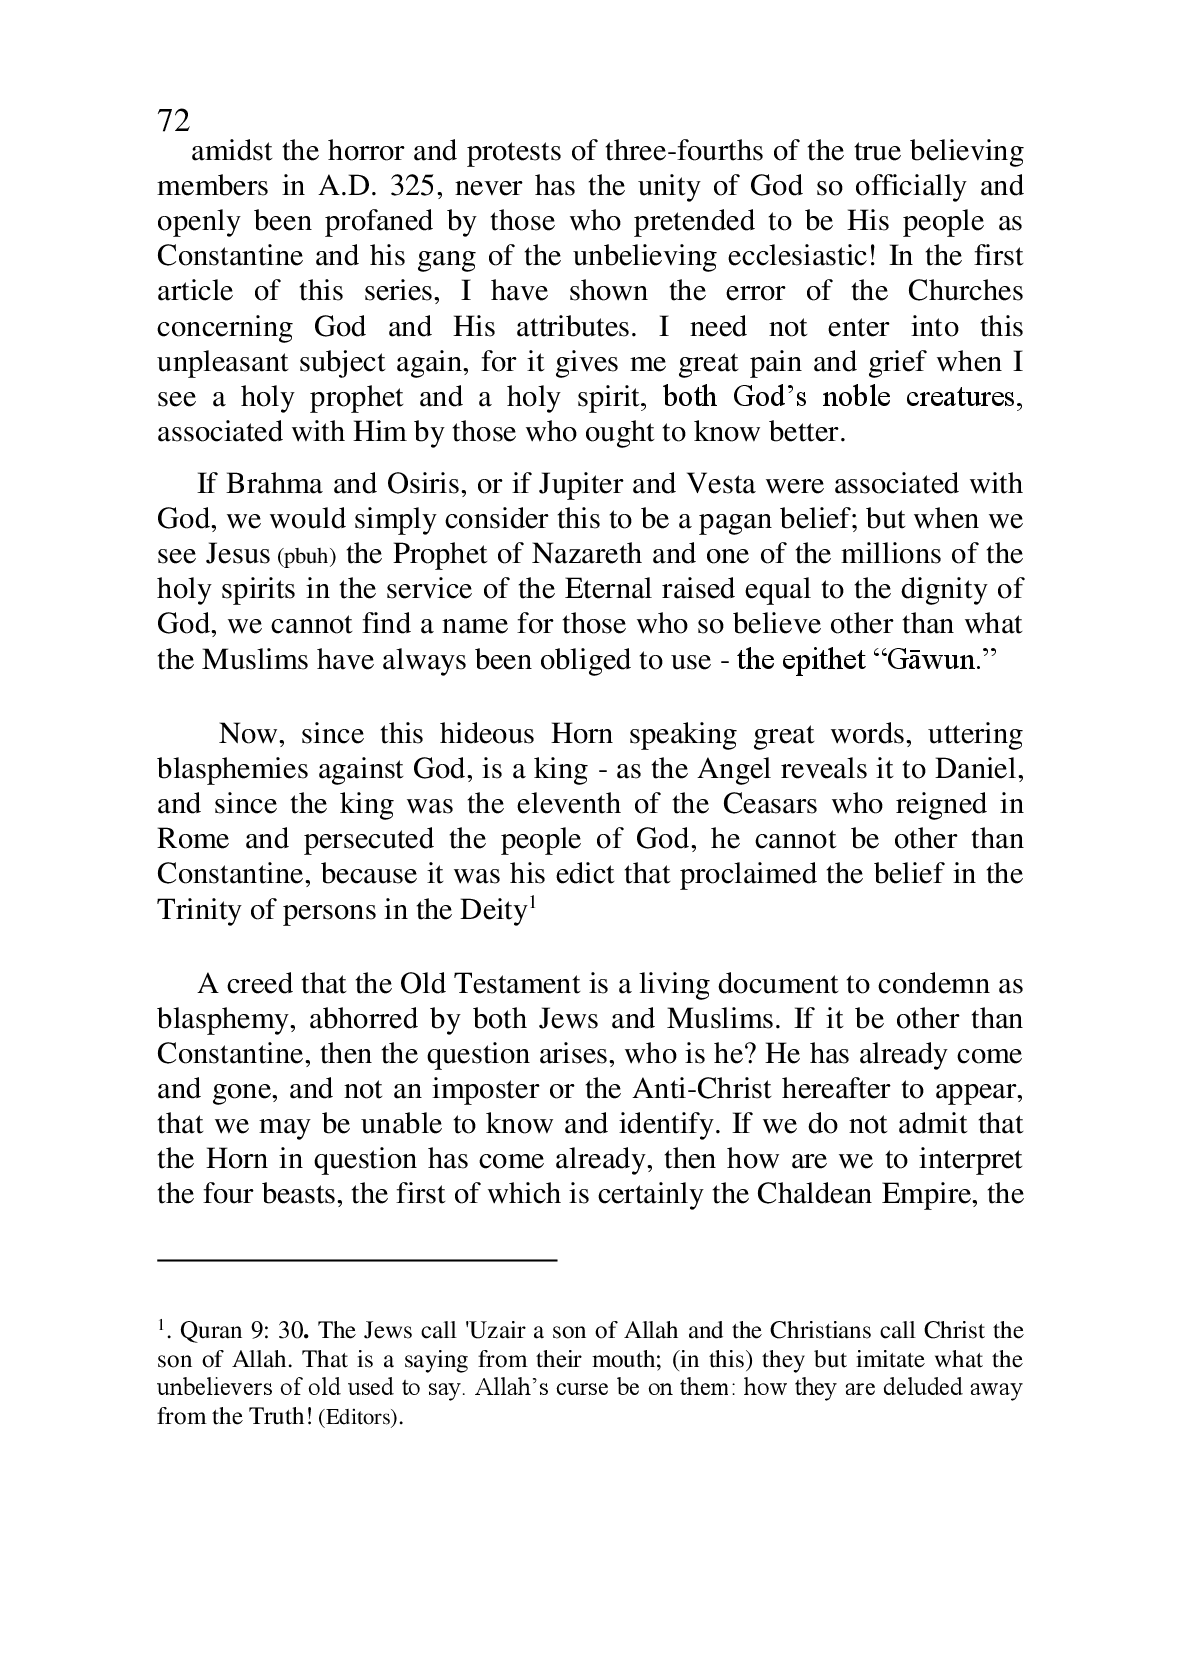 72
amidst the horror and protests of three-fourths of the true believing
members in A.D. 325, never has the unity of God so officially and
openly been profaned by those who pretended to be His people as
Constantine and his gang of the unbelieving ecclesiastic! In the first
article of this series, I have shown the error of the Churches
concerning God and His attributes. I need not enter into this
unpleasant subject again, for it gives me great pain and grief when I
see a holy prophet and a holy spirit, both God’s noble creatures,
associated with Him by those who ought to know better.
If Brahma and Osiris, or if Jupiter and Vesta were associated with
God, we would simply consider this to be a pagan belief; but when we
see Jesus (pbuh) the Prophet of Nazareth and one of the millions of the
holy spirits in the service of the Eternal raised equal to the dignity of
God, we cannot find a name for those who so believe other than what
the Muslims have always been obliged to use - the epithet “Gāwun.”
Now, since this hideous Horn speaking great words, uttering
blasphemies against God, is a king - as the Angel reveals it to Daniel,
and since the king was the eleventh of the Ceasars who reigned in
Rome and persecuted the people of God, he cannot be other than
Constantine, because it was his edict that proclaimed the belief in the
Trinity of persons in the Deity¹
A creed that the Old Testament is a living document to condemn as
blasphemy, abhorred by both Jews and Muslims. If it be other than
Constantine, then the question arises, who is he? He has already come
and gone, and not an imposter or the Anti-Christ hereafter to appear,
that we may be unable to know and identify. If we do not admit that
the Horn in question has come already, then how are we to interpret
the four beasts, the first of which is certainly the Chaldean Empire, the
¹. Quran 9: 30. The Jews call 'Uzair a son of Allah and the Christians call Christ the
son of Allah. That is a saying from their mouth; (in this) they but imitate what the
unbelievers of old used to say. Allah’s curse be on them: how they are deluded away
from the Truth! (Editors).